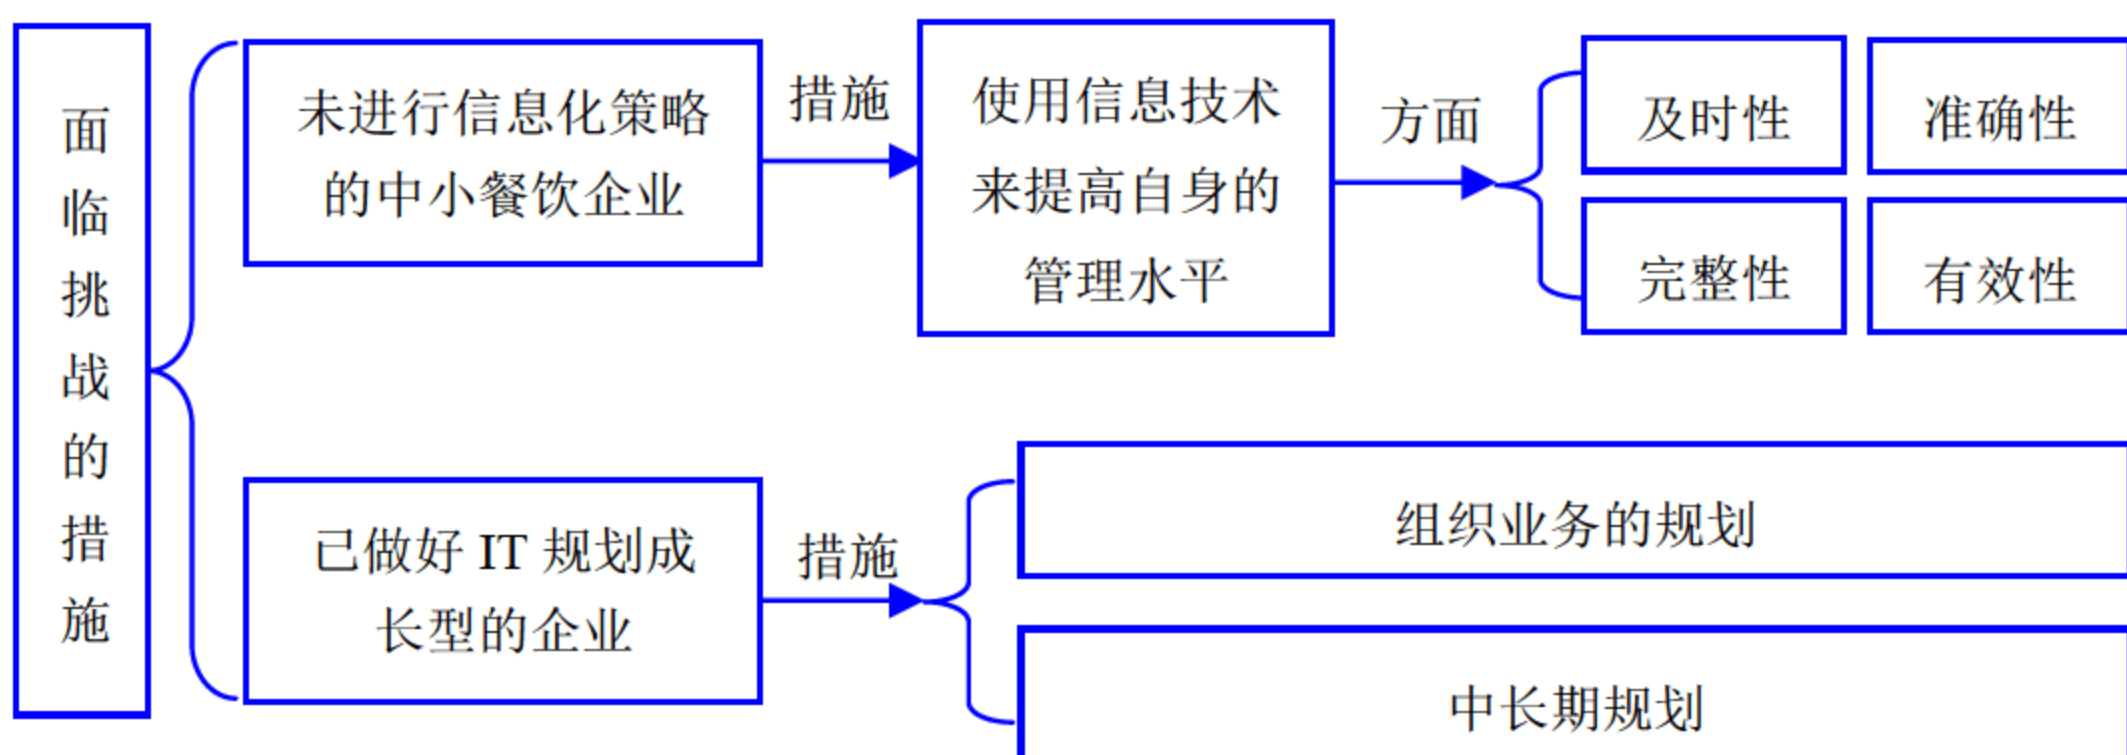 面临挑战的措施
未进行信息化策略
的中小餐饮企业
措施
使用信息技术
来提高自身的
管理水平
方面
及时性
准确性
完整性
有效性
已做好 IT 规划成
长型的企业
措施
组织业务的规划
中长期规划